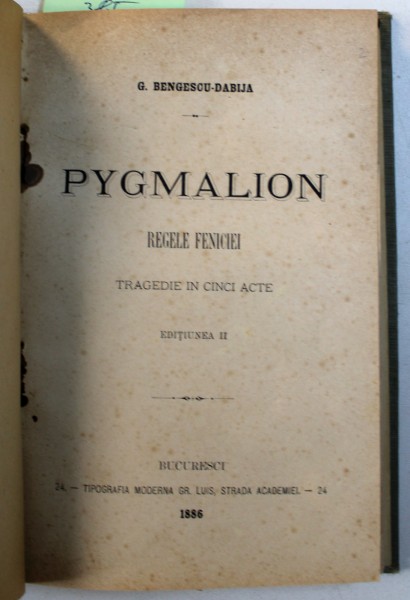 G. BENGESCU-DABIJA
PYGMALION
REGELE FENICIEI
TRAGEDIE IN CINCI ACTE
EDIȚIUNEA II
BUCURESCI
24. — TIPOGRAFIA MODERNA GR. LUIS, STRADA ACADEMIEI. — 24
1886